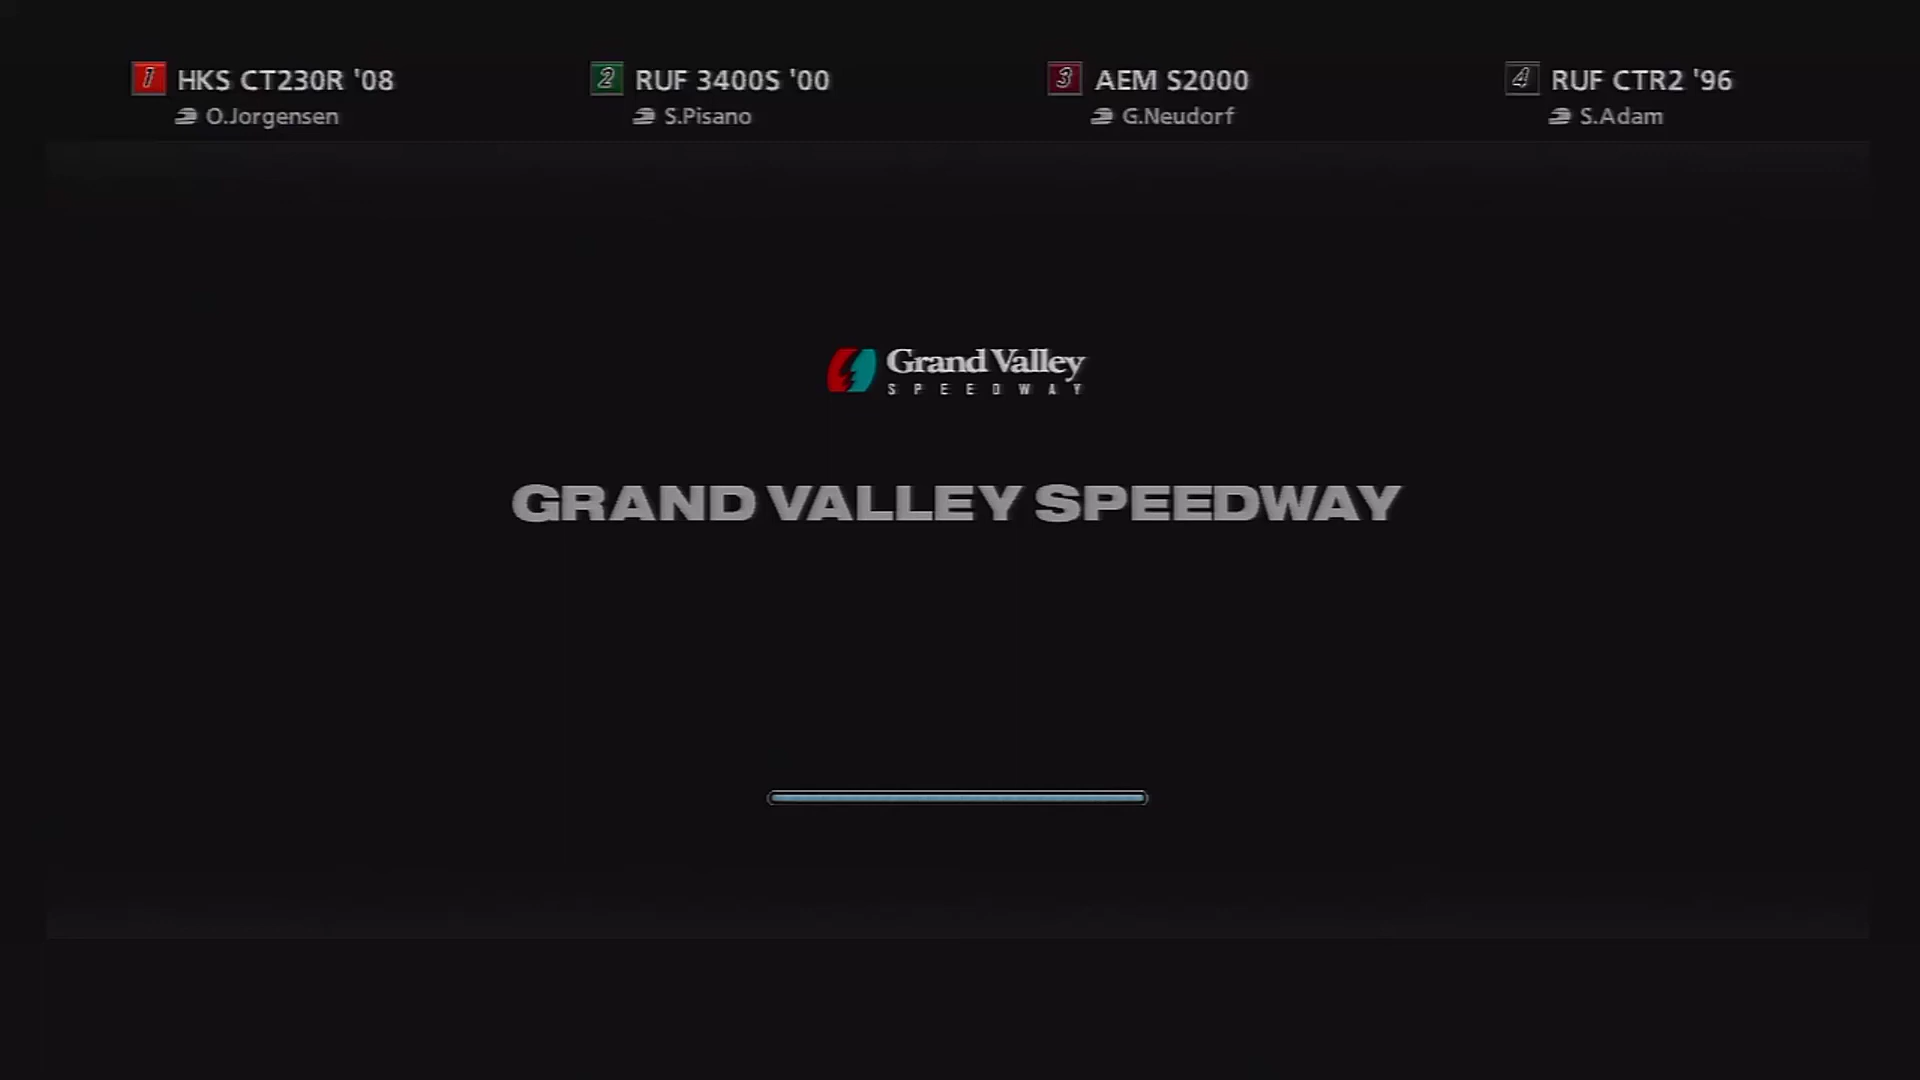 1 HKS CT230R '08
O.Jorgensen
2 RUF 3400S '00
S.Pisano
3 AEM S2000
G.Neudorf
4 RUF CTR2 '96
S.Adam
Grand Valley
SPEEDWAY
GRAND VALLEY SPEEDWAY